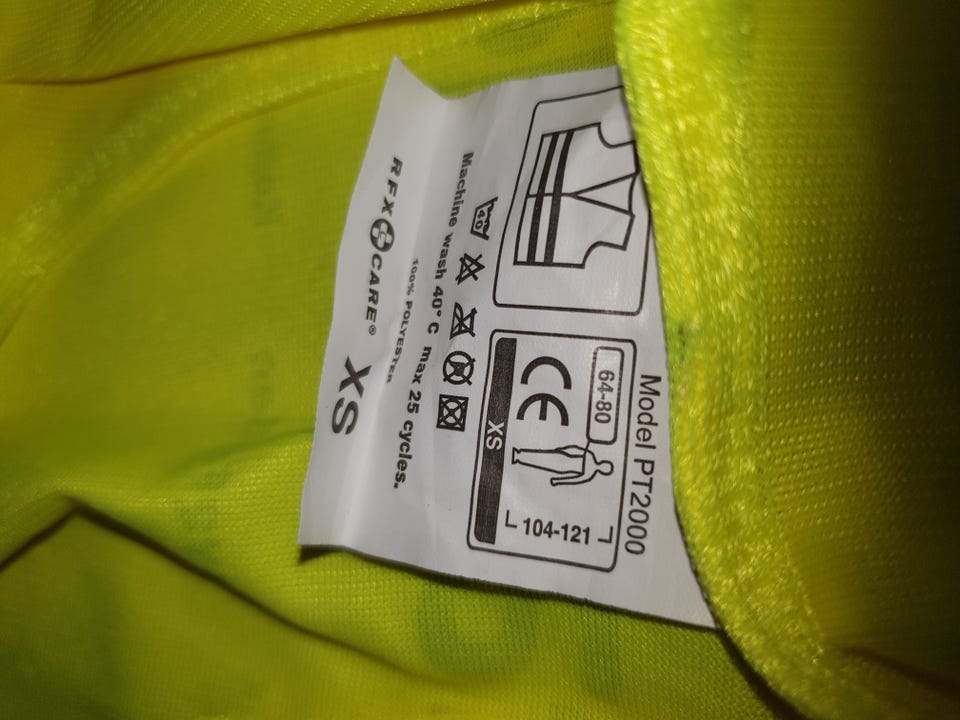 Model PT2000
64-80
CE
XS
104-121
40
Machine wash 40° C max 25 cycles.
100% POLYESTER
RFX CARE®
XS